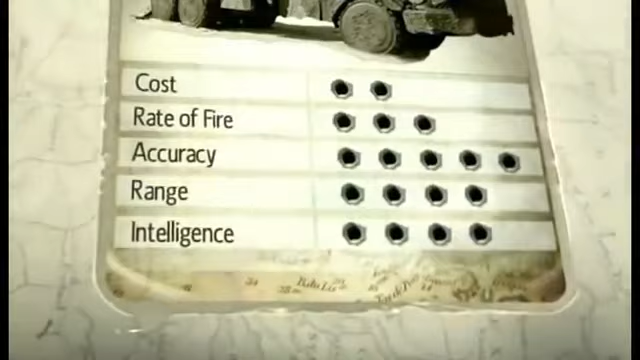 Cost
Rate of Fire
Accuracy
Range
Intelligence